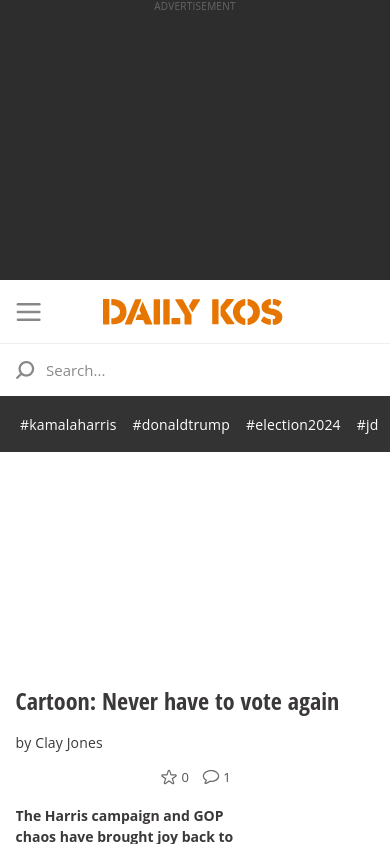 ADVERTISEMENT
DAILY KOS
Search...
#kamalaharris #donaldtrump #election2024 #jd
Cartoon: Never have to vote again
by Clay Jones
0 1
The Harris campaign and GOP
chaos have brought joy back to